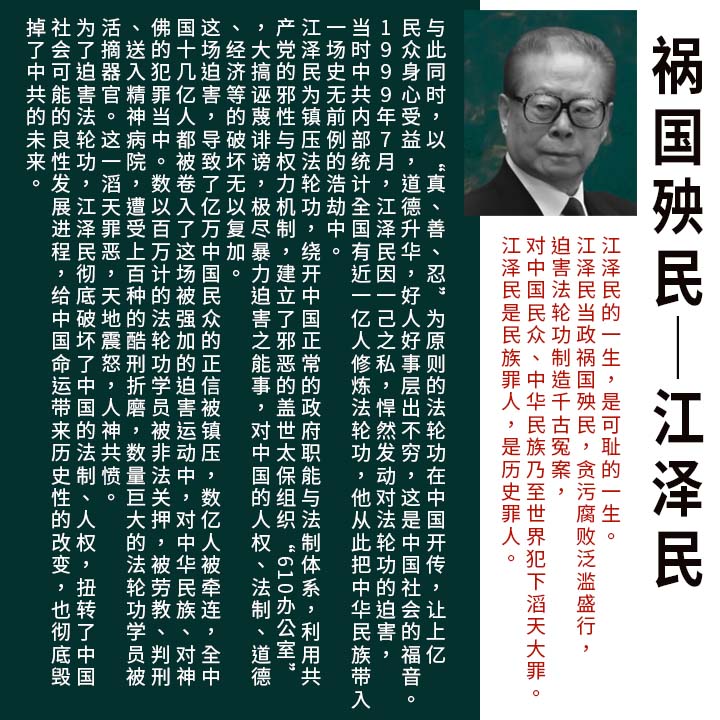 祸国殃民—江泽民
江泽民的一生，是可耻的一生。
江泽民当政祸国殃民，贪污腐败泛滥盛行，
迫害法轮功制造千古冤案，
对中国民众、中华民族乃至世界犯下滔天大罪。
江泽民是民族罪人，是历史罪人。
与此同时，以“真、善、忍”为原则的法轮功在中国开传，让上亿
民众身心受益，道德升华，好人好事层出不穷，这是中国社会的福音。
1999年7月，江泽民因一己之私，悍然发动对法轮功的迫害，
当时中共内部统计全国有近一亿人修炼法轮功，他从此把中华民族带入
一场史无前例的浩劫中。
江泽民为镇压法轮功，绕开中国正常的政府职能与法制体系，利用共
产党的邪性与权力机制，建立了邪恶的盖世太保组织“610办公室”
，大搞诬蔑诽谤，极尽暴力迫害之能事，对中国的人权、法制、道德
、经济等的破坏无以复加。
这场迫害，导致了亿万中国民众的正信被镇压，数亿人被牵连，全中
国十几亿人都被卷入了这场被强加的迫害运动中，对中华民族、对神
佛的犯罪当中。数以百万计的法轮功学员被非法关押，被劳教、判刑
、送入精神病院，遭受上百种的酷刑折磨，数量巨大的法轮功学员被
活摘器官。这一滔天罪恶，天地震怒，人神共愤。
为了迫害法轮功，江泽民彻底破坏了中国的法制、人权，扭转了中国
社会可能的良性发展进程，给中国命运带来历史性的改变，也彻底毁
掉了中共的未来。